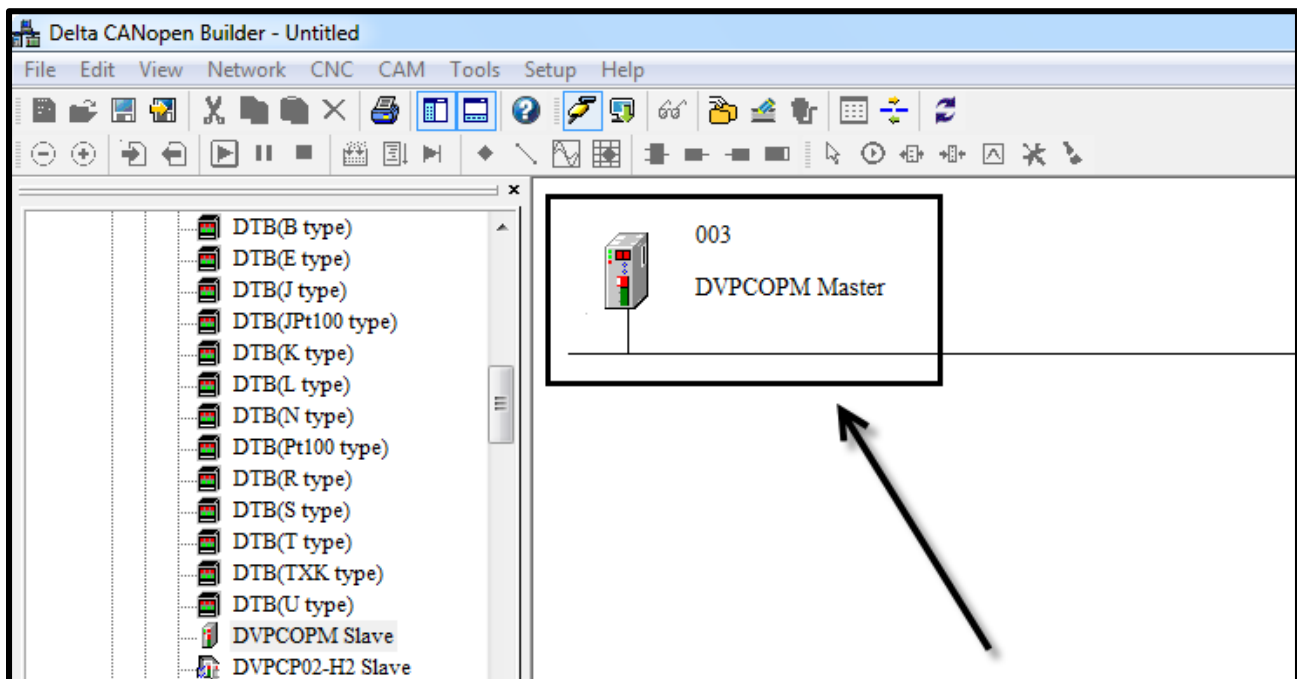 Delta CANopen Builder - Untitled
File Edit View Network CNC CAM Tools Setup Help
DTB(B type)
DTB(E type)
DTB(J type)
DTB(JPt100 type)
DTB(K type)
DTB(L type)
DTB(N type)
DTB(Pt100 type)
DTB(R type)
DTB(S type)
DTB(T type)
DTB(TXK type)
DTB(U type)
DVPCOPM Slave
DVPCP02-H2 Slave
003
DVPCOPM Master